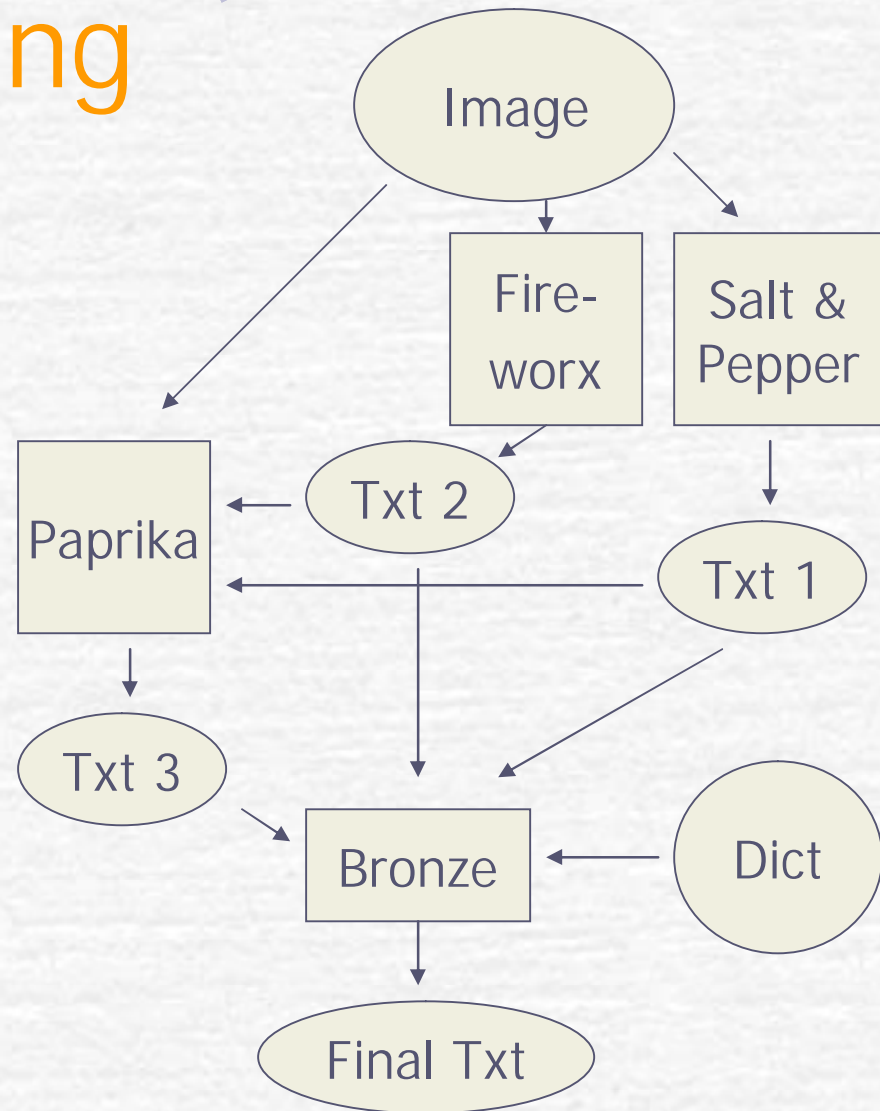 ng
Image
Fire-
worx
Salt &
Pepper
Txt 2
Paprika
Txt 1
Txt 3
Bronze
Dict
Final Txt